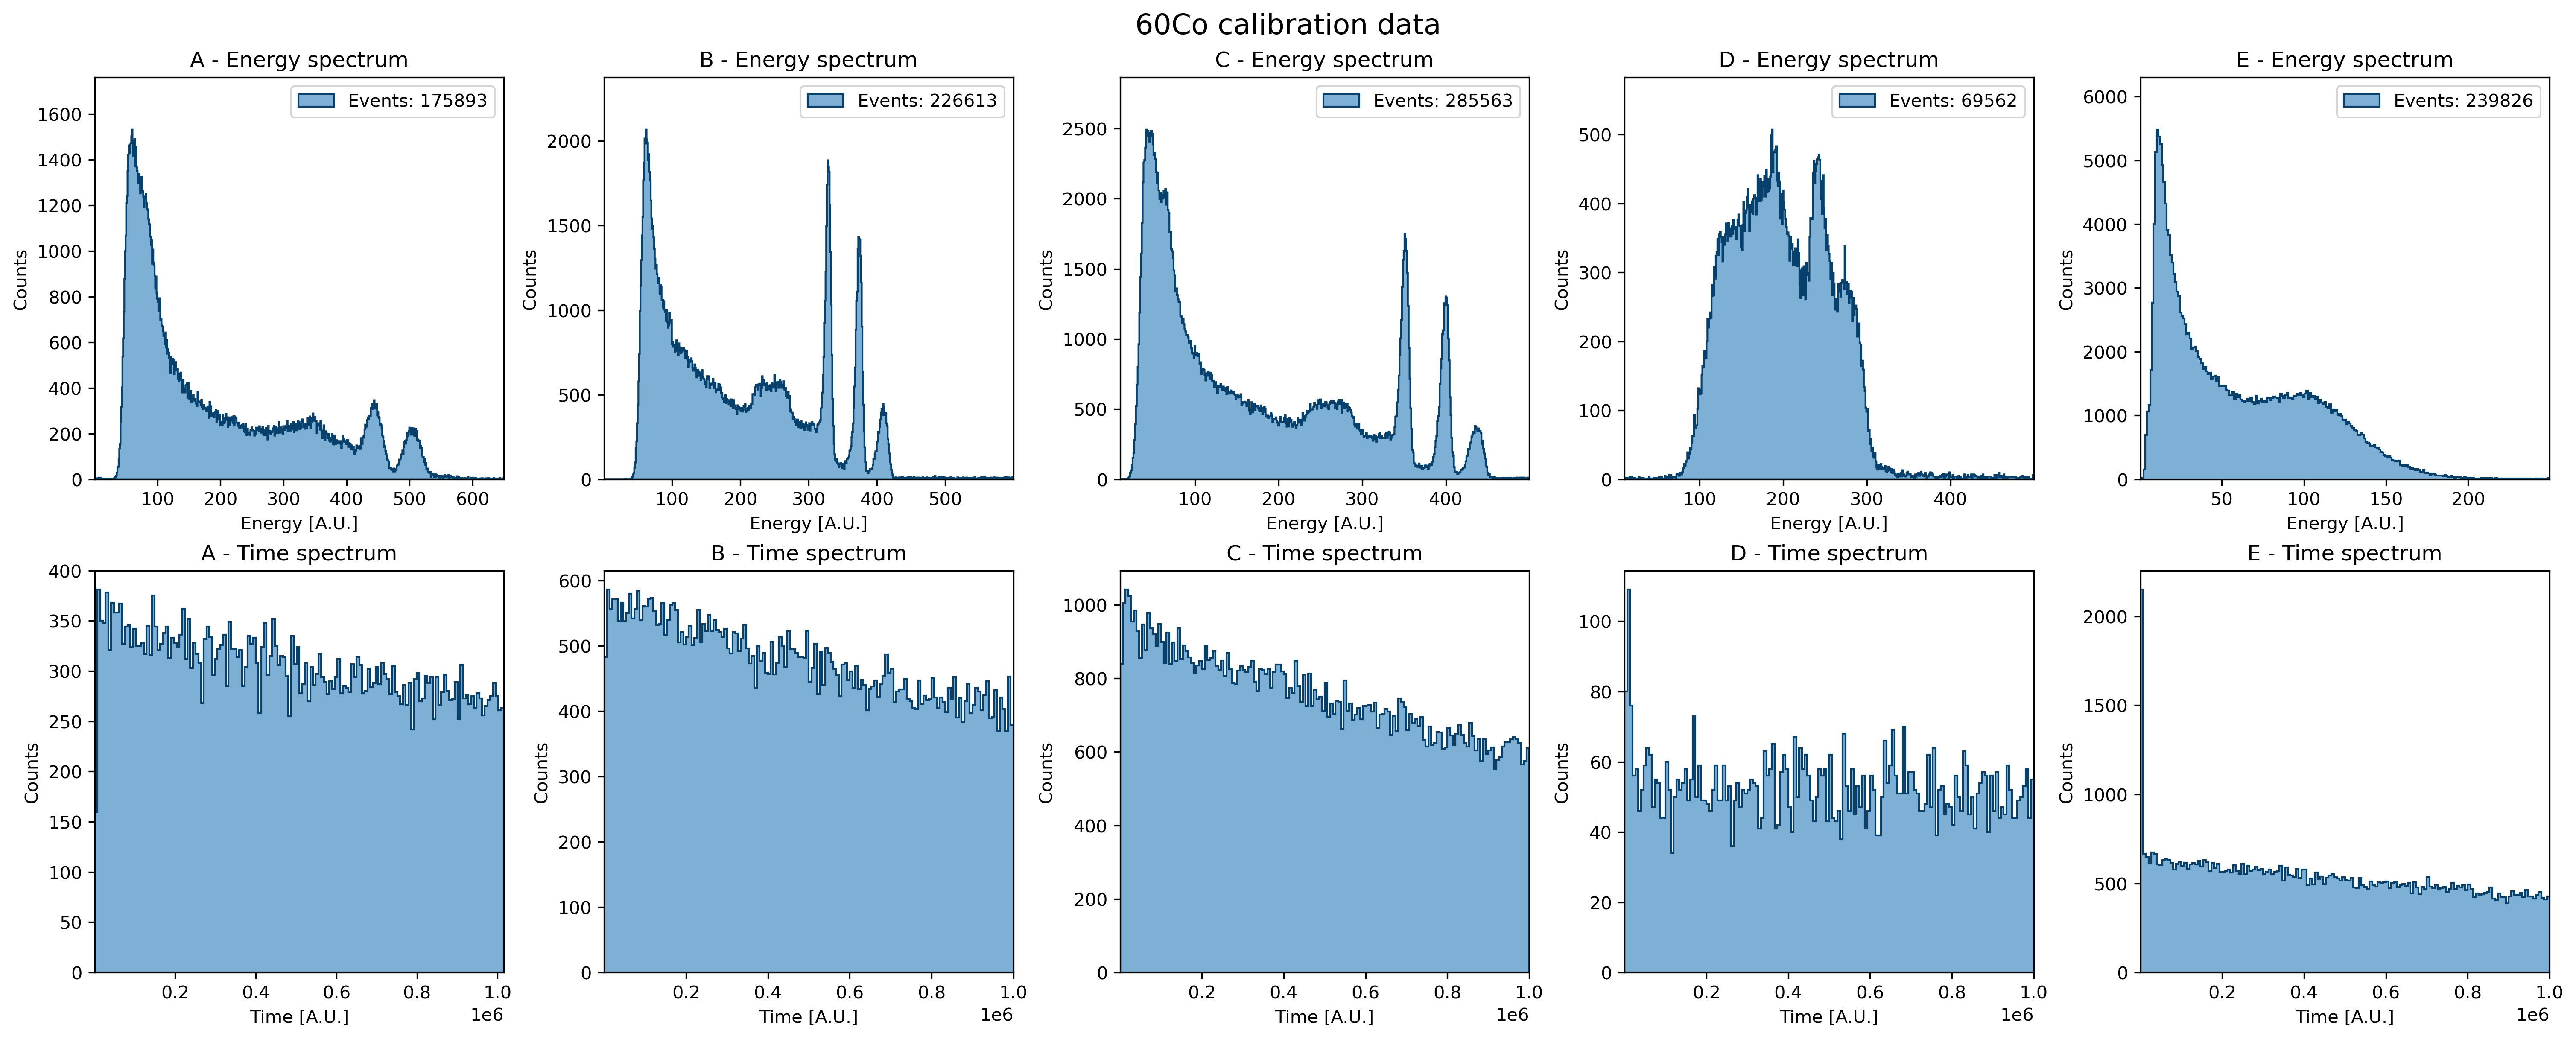 60Co calibration data
A - Energy spectrum
Events: 175893
Counts
1600
1400
1200
1000
800
600
400
200
0
100 200 300 400 500 600
Energy [A.U.]
B - Energy spectrum
Events: 226613
Counts
2000
1500
1000
500
0
100 200 300 400 500
Energy [A.U.]
C - Energy spectrum
Events: 285563
Counts
2500
2000
1500
1000
500
0
100 200 300 400
Energy [A.U.]
D - Energy spectrum
Events: 69562
Counts
500
400
300
200
100
0
100 200 300 400
Energy [A.U.]
E - Energy spectrum
Events: 239826
Counts
6000
5000
4000
3000
2000
1000
0
50 100 150 200
Energy [A.U.]
A - Time spectrum
Counts
400
350
300
250
200
150
100
50
0
0.2 0.4 0.6 0.8 1.0
Time [A.U.] 1e6
B - Time spectrum
Counts
600
500
400
300
200
100
0
0.2 0.4 0.6 0.8 1.0
Time [A.U.] 1e6
C - Time spectrum
Counts
1000
800
600
400
200
0
0.2 0.4 0.6 0.8 1.0
Time [A.U.] 1e6
D - Time spectrum
Counts
100
80
60
40
20
0
0.2 0.4 0.6 0.8 1.0
Time [A.U.] 1e6
E - Time spectrum
Counts
2000
1500
1000
500
0
0.2 0.4 0.6 0.8 1.0
Time [A.U.] 1e6